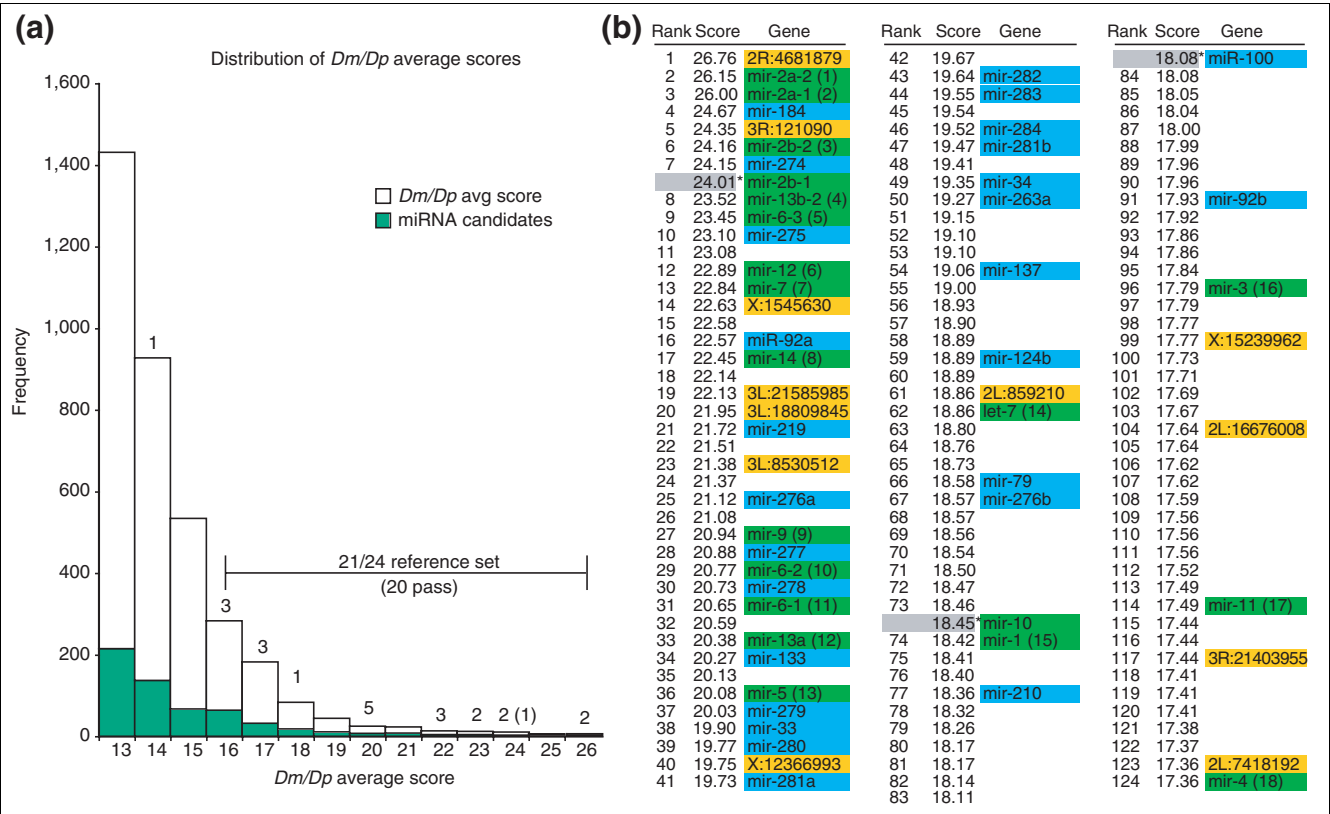 (a)
Distribution of Dm/Dp average scores
1,600
1,400
1,200
1,000
800
600
400
200
0
Frequency
Dm/Dp avg score
miRNA candidates
1
3
3
1
5
3
2
2 (1)
2
21/24 reference set
(20 pass)
13 14 15 16 17 18 19 20 21 22 23 24 25 26
Dm/Dp average score
(b)
Rank Score Gene
1 26.76 2R:4681879
2 26.15 mir-2a-2 (1)
3 26.00 mir-2a-1 (2)
4 24.67 mir-184
5 24.35 3R:121090
6 24.16 mir-2b-2 (3)
7 24.15 mir-274
24.01* mir-2b-1
8 23.52 mir-13b-2 (4)
9 23.45 mir-6-3 (5)
10 23.10 mir-275
11 23.08
12 22.89 mir-12 (6)
13 22.84 mir-7 (7)
14 22.63 X:1545630
15 22.58
16 22.57 miR-92a
17 22.45 mir-14 (8)
18 22.14
19 22.13 3L:21585985
20 21.95 3L:18809845
21 21.72 mir-219
22 21.51
23 21.38 3L:8530512
24 21.37
25 21.12 mir-276a
26 21.08
27 20.94 mir-9 (9)
28 20.88 mir-277
29 20.77 mir-6-2 (10)
30 20.73 mir-278
31 20.65 mir-6-1 (11)
32 20.59
33 20.38 mir-13a (12)
34 20.27 mir-133
35 20.13
36 20.08 mir-5 (13)
37 20.03 mir-279
38 19.90 mir-33
39 19.77 mir-280
40 19.75 X:12366993
41 19.73 mir-281a
Rank Score Gene
42 19.67
43 19.64 mir-282
44 19.55 mir-283
45 19.54
46 19.52 mir-284
47 19.47 mir-281b
48 19.41
49 19.35 mir-34
50 19.27 mir-263a
51 19.15
52 19.10
53 19.10
54 19.06 mir-137
55 19.00
56 18.93
57 18.90
58 18.89
59 18.89 mir-124b
60 18.89
61 18.86 2L:859210
62 18.86 let-7 (14)
63 18.80
64 18.76
65 18.73
66 18.58 mir-79
67 18.57 mir-276b
68 18.57
69 18.56
70 18.54
71 18.50
72 18.47
73 18.46
18.45* mir-10
74 18.42 mir-1 (15)
75 18.41
76 18.40
77 18.36 mir-210
78 18.32
79 18.26
80 18.17
81 18.17
82 18.14
83 18.11
Rank Score Gene
18.08* miR-100
84 18.08
85 18.05
86 18.04
87 18.00
88 17.99
89 17.96
90 17.96
91 17.93 mir-92b
92 17.92
93 17.86
94 17.86
95 17.84
96 17.79 mir-3 (16)
97 17.79
98 17.77
99 17.77 X:15239962
100 17.73
101 17.71
102 17.69
103 17.67
104 17.64 2L:16676008
105 17.64
106 17.62
107 17.62
108 17.59
109 17.56
110 17.56
111 17.56
112 17.52
113 17.49
114 17.49 mir-11 (17)
115 17.44
116 17.44
117 17.44 3R:21403955
118 17.41
119 17.41
120 17.41
121 17.38
122 17.37
123 17.36 2L:7418192
124 17.36 mir-4 (18)